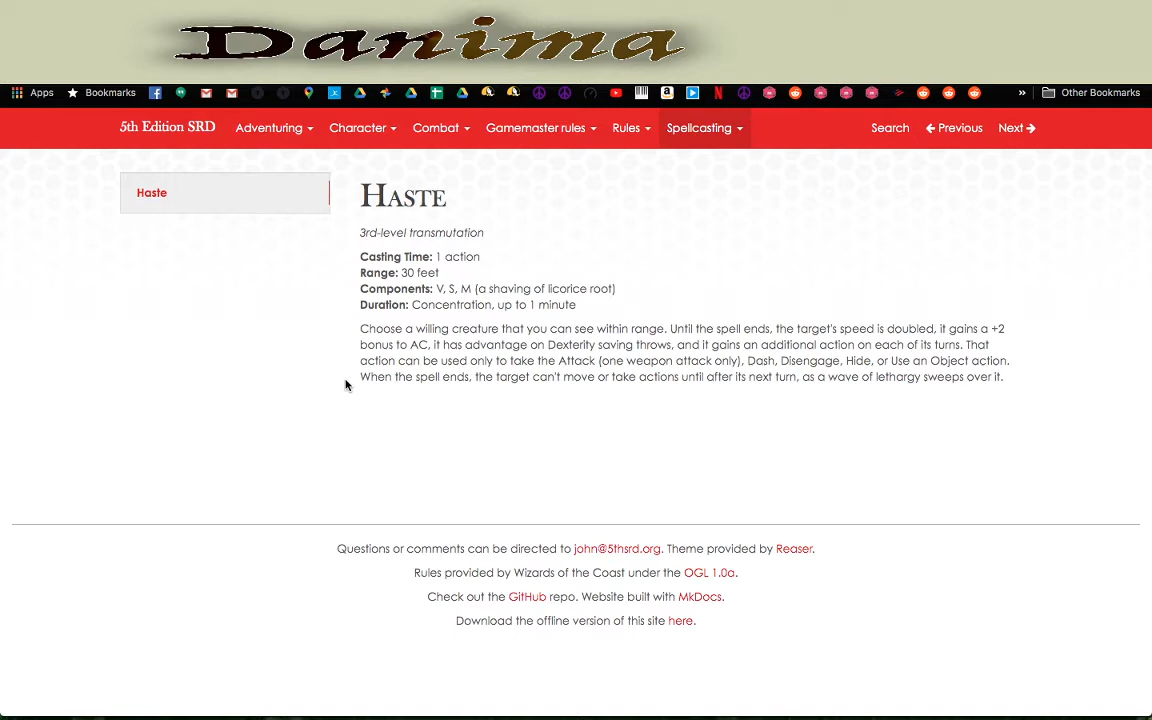 Danima
Apps Bookmarks » Other Bookmarks
5th Edition SRD Adventuring Character Combat Gamemaster rules Rules Spellcasting Search Previous Next
Haste
HASTE
3rd-level transmutation
Casting Time: 1 action
Range: 30 feet
Components: V, S, M (a shaving of licorice root)
Duration: Concentration, up to 1 minute
Choose a willing creature that you can see within range. Until the spell ends, the target's speed is doubled, it gains a +2
bonus to AC, it has advantage on Dexterity saving throws, and it gains an additional action on each of its turns. That
action can be used only to take the Attack (one weapon attack only), Dash, Disengage, Hide, or Use an Object action.
When the spell ends, the target can't move or take actions until after its next turn, as a wave of lethargy sweeps over it.
Questions or comments can be directed to john@5thsrd.org. Theme provided by Reaser.
Rules provided by Wizards of the Coast under the OGL 1.0a.
Check out the GitHub repo. Website built with MkDocs.
Download the offline version of this site here.